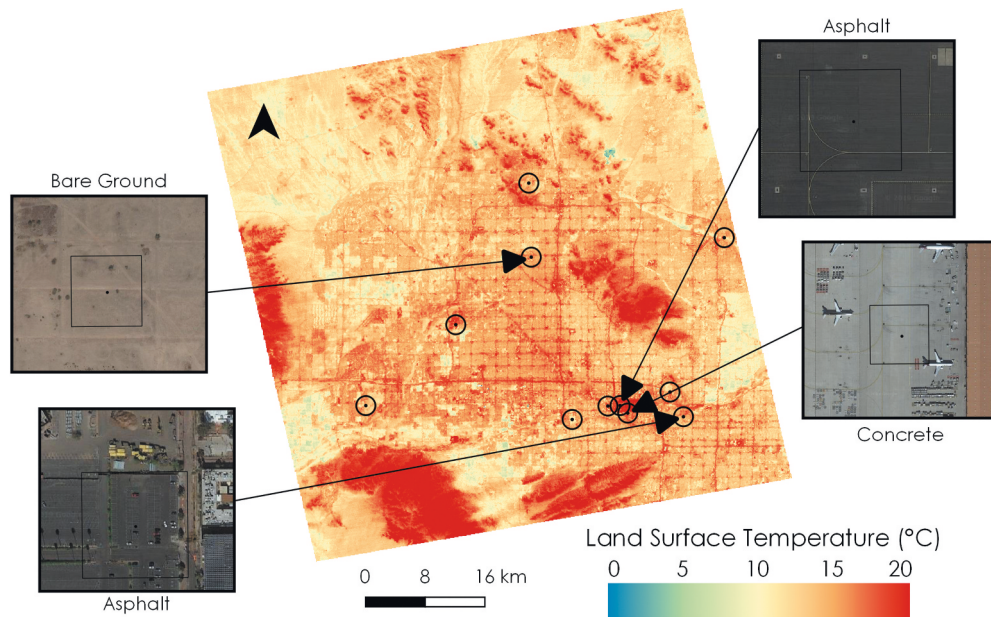 Asphalt
Bare Ground
Concrete
Asphalt
Land Surface Temperature (°C)
0 5 10 15 20
0 8 16 km